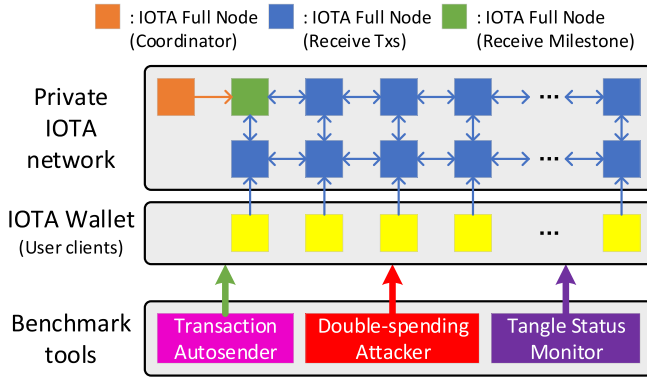 : IOTA Full Node
(Coordinator)
: IOTA Full Node
(Receive Txs)
: IOTA Full Node
(Receive Milestone)
Private
IOTA
network
...
...
IOTA Wallet
(User clients)
...
Benchmark
tools
Transaction
Autosender
Double-spending
Attacker
Tangle Status
Monitor